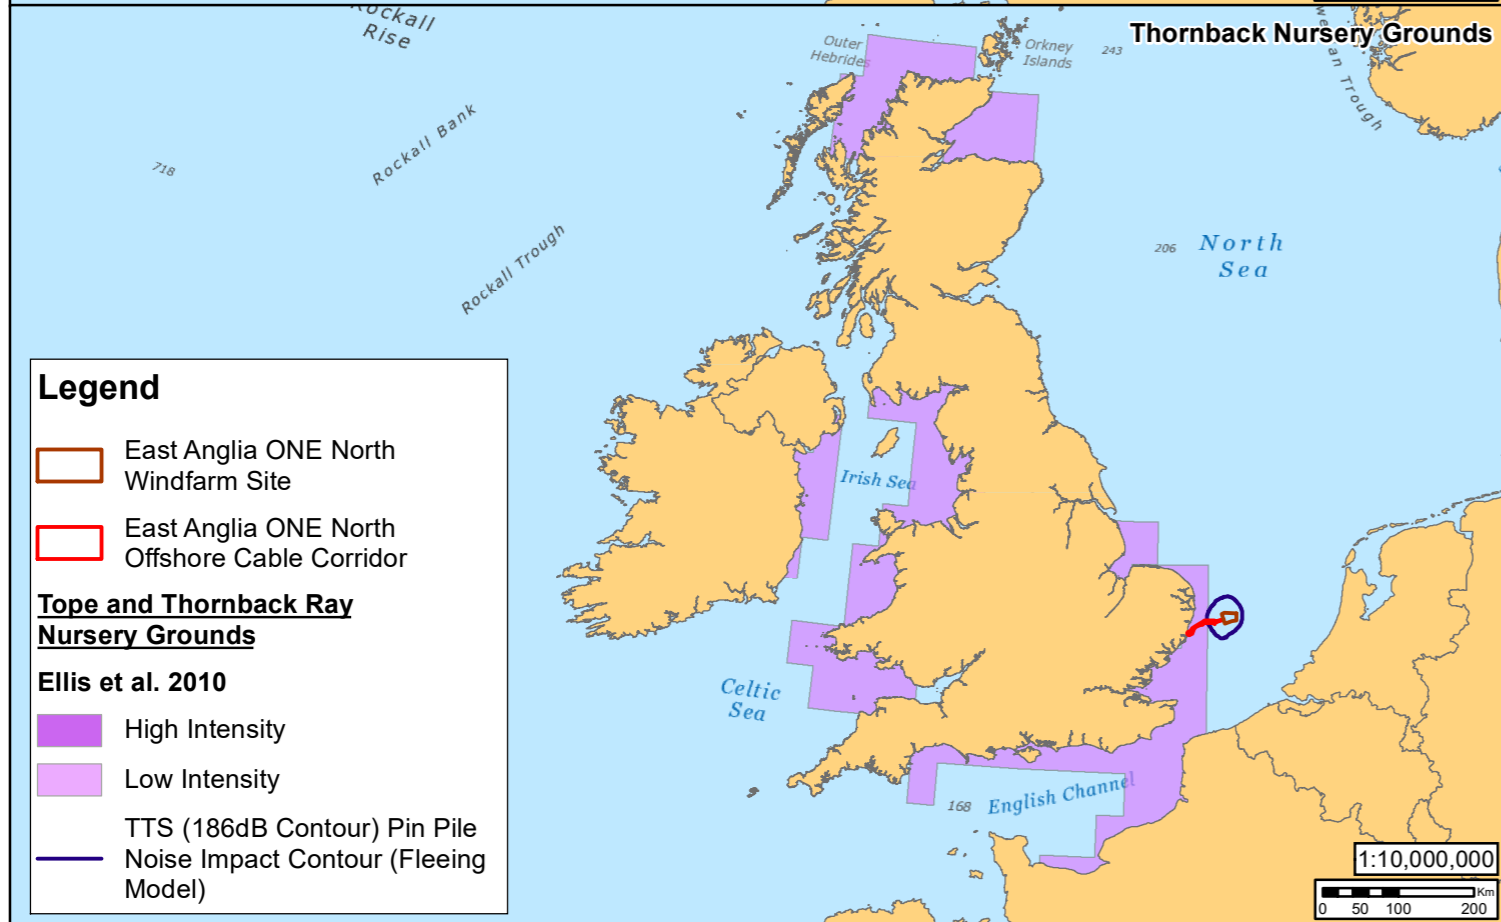 Rockall
Rise
Thornback Nursery Grounds
Outer
Hebrides
Orkney
Islands
243
Trough
Rockall Bank
718
Rockall Trough
206
North
Sea
Legend
East Anglia ONE North
Windfarm Site
East Anglia ONE North
Offshore Cable Corridor
Tope and Thornback Ray
Nursery Grounds
Ellis et al. 2010
High Intensity
Low Intensity
TTS (186dB Contour) Pin Pile
Noise Impact Contour (Fleeing
Model)
Irish Sea
Celtic
Sea
168
English Channel
1:10,000,000
Km
0 50 100 200